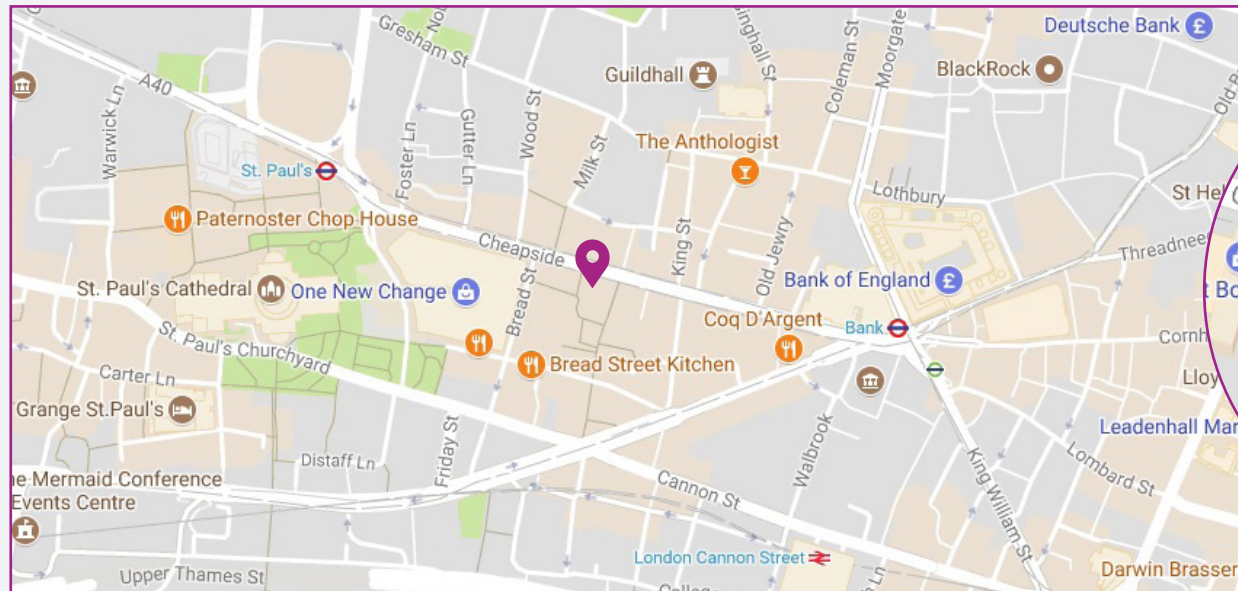 Deutsche Bank
Gresham St
Guildhall
Coleman St
Moorgate
BlackRock
A40
Warwick Ln
Foster Ln
Gutter Ln
Wood St
Milk St
The Anthologist
St. Paul's
Lothbury
St Hel
Paternoster Chop House
Cheapside
King St
Old Jewry
Threadnee
St. Paul's Cathedral
One New Change
Bread St
Bank of England
t Bo
Coq D'Argent
Bank
Cornh
St. Paul's Churchyard
Bread Street Kitchen
Carter Ln
Lloy
Grange St.Paul's
Friday St
Walbrook
Leadenhall Mar
Distaff Ln
King William St
Lombard St
ne Mermaid Conference
Events Centre
Cannon St
London Cannon Street
Upper Thames St
Darwin Brasser